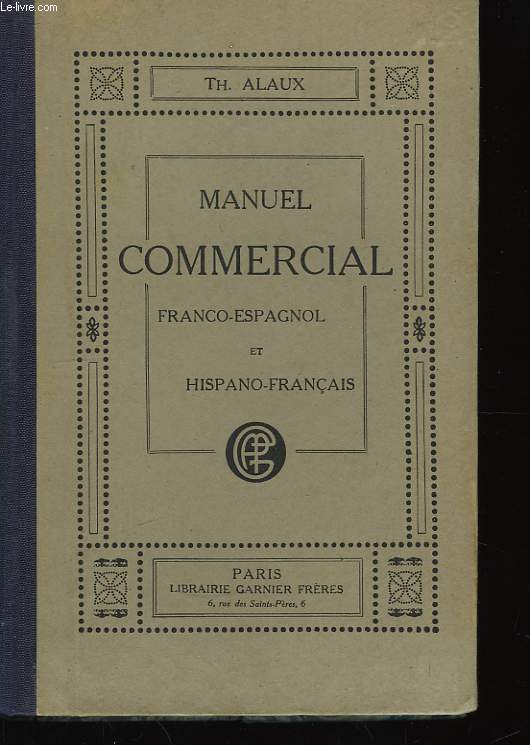 Le-livre.com
TH. ALAUX
MANUEL
COMMERCIAL
FRANCO-ESPAGNOL
ET
HISPANO-FRANÇAIS
PARIS
LIBRAIRIE GARNIER FRÈRES
6, rue des Saints-Pères, 6